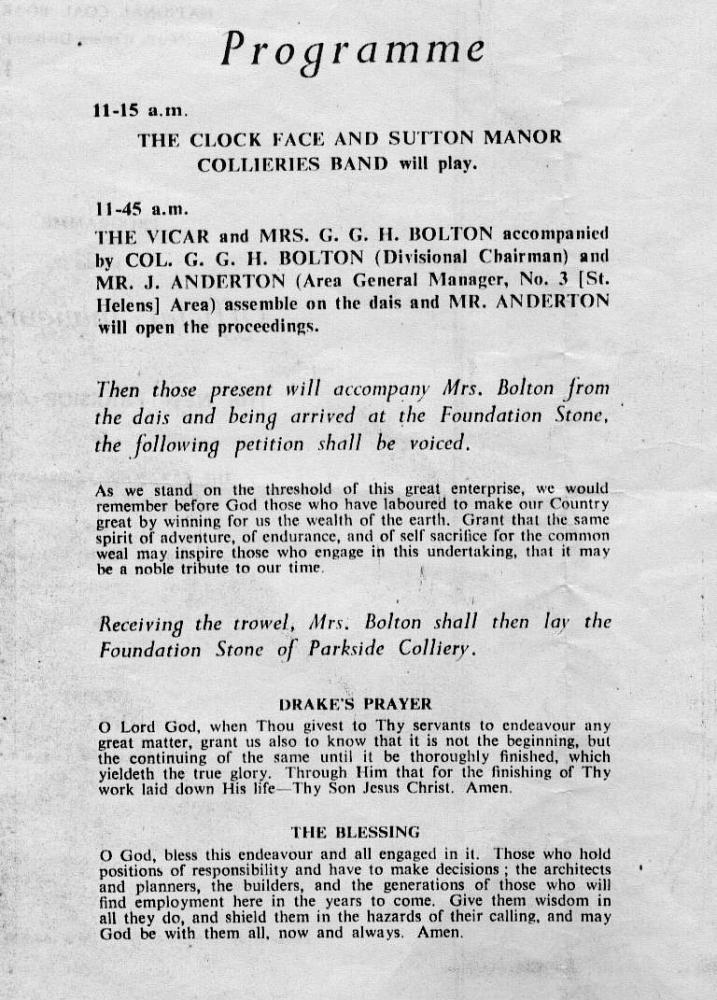 Programme
11-15 a.m.
THE CLOCK FACE AND SUTTON MANOR
COLLIERIES BAND will play.
11-45 a.m.
THE VICAR and MRS. G. G. H. BOLTON accompanied
by COL. G. G. H. BOLTON (Divisional Chairman) and
MR. J. ANDERTON (Area General Manager, No. 3 [St.
Helens] Area) assemble on the dais and MR. ANDERTON
will open the proceedings.
Then those present will accompany Mrs. Bolton from
the dais and being arrived at the Foundation Stone,
the following petition shall be voiced.
As we stand on the threshold of this great enterprise, we would
remember before God those who have laboured to make our Country
great by winning for us the wealth of the earth. Grant that the same
spirit of adventure, of endurance, and of self sacrifice for the common
weal may inspire those who engage in this undertaking, that it may
be a noble tribute to our time.
Receiving the trowel, Mrs. Bolton shall then lay the
Foundation Stone of Parkside Colliery.
DRAKE'S PRAYER
O Lord God, when Thou givest to Thy servants to endeavour any
great matter, grant us also to know that it is not the beginning, but
the continuing of the same until it be thoroughly finished, which
yieldeth the true glory. Through Him that for the finishing of Thy
work laid down His life—Thy Son Jesus Christ. Amen.
THE BLESSING
O God, bless this endeavour and all engaged in it. Those who hold
positions of responsibility and have to make decisions ; the architects
and planners, the builders, and the generations of those who will
find employment here in the years to come. Give them wisdom in
all they do, and shield them in the hazards of their calling, and may
God be with them all, now and always. Amen.